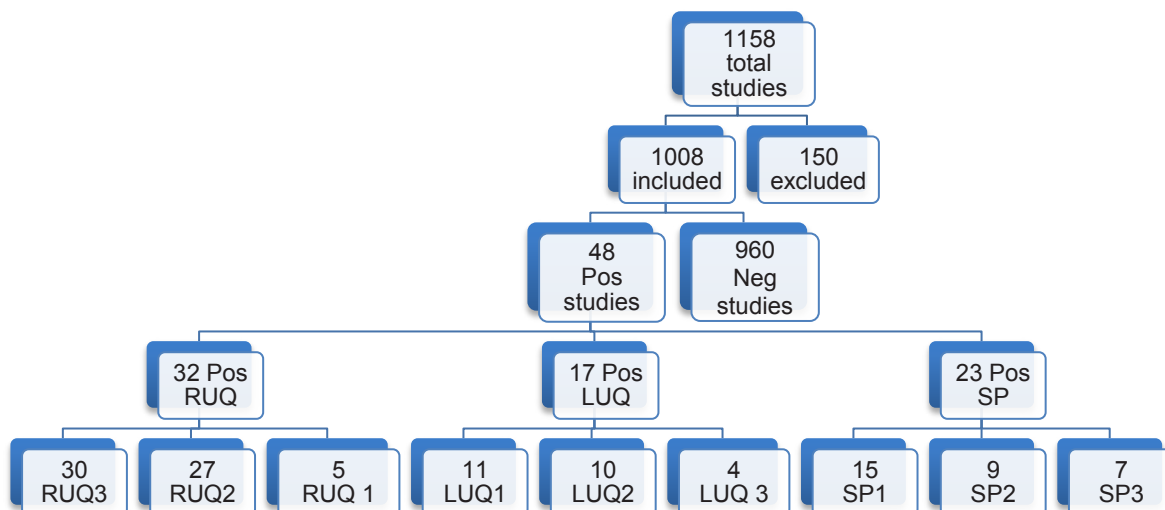 1158
total
studies
1008
included
150
excluded
48
Pos
studies
960
Neg
studies
32 Pos
RUQ
17 Pos
LUQ
23 Pos
SP
30
RUQ3
27
RUQ2
5
RUQ 1
11
LUQ1
10
LUQ2
4
LUQ 3
15
SP1
9
SP2
7
SP3